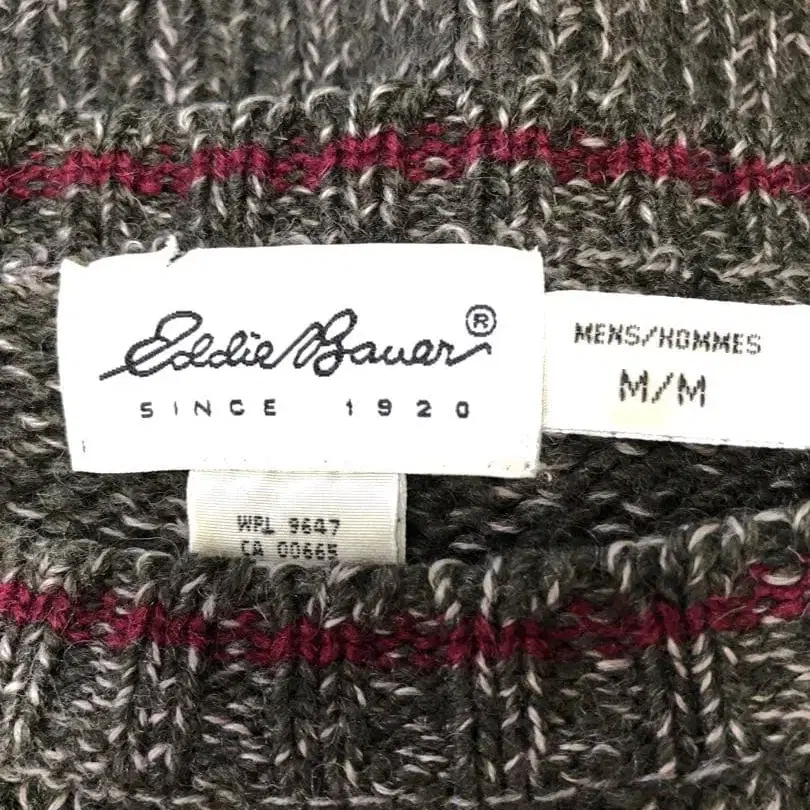 Eddie Bauer®
SINCE 1920
MENS/HOMMES
M/M
WPL 9647
CA 00665